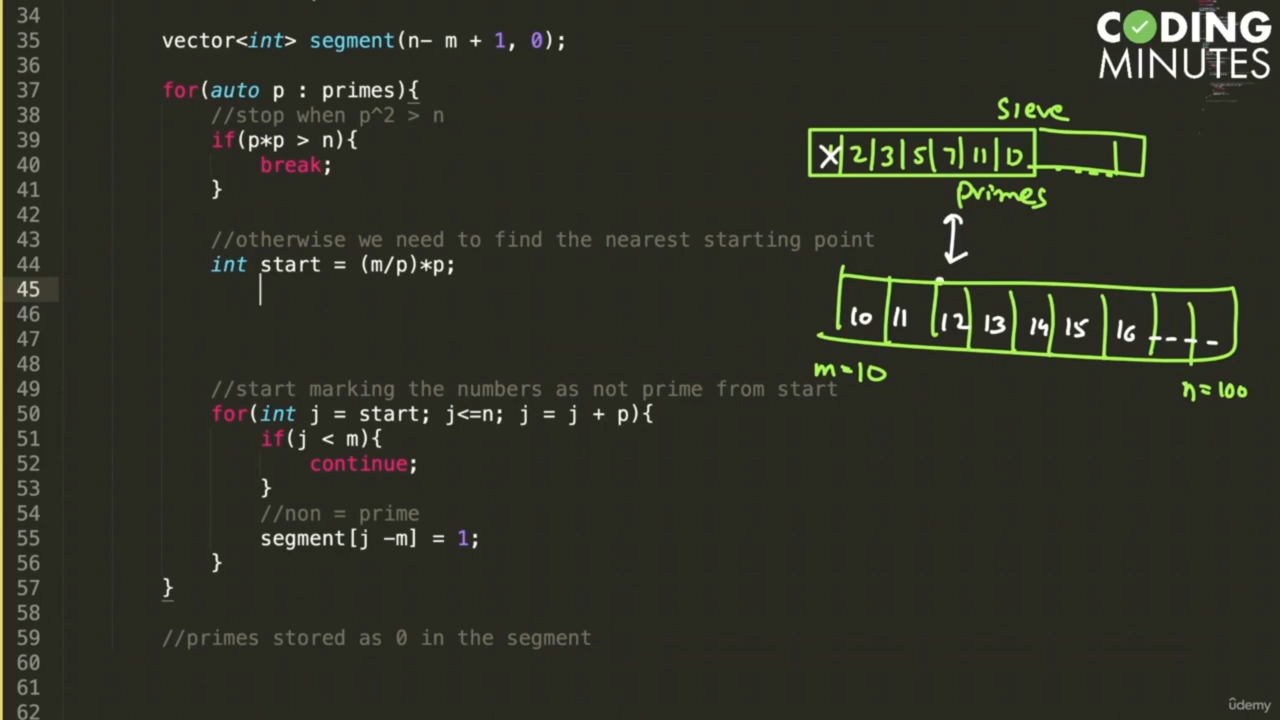 34
35 vector<int> segment(n- m + 1, 0);
36
37 for(auto p : primes){
38 //stop when p^2 > n
39 if(p*p > n){
40 break;
41 }
42
43 //otherwise we need to find the nearest starting point
44 int start = (m/p)*p;
45
46
47
48
49 //start marking the numbers as not prime from start
50 for(int j = start; j<=n; j = j + p){
51 if(j < m){
52 continue;
53 }
54 //non = prime
55 segment[j -m] = 1;
56 }
57 }
58
59 //primes stored as 0 in the segment
60
61
62
CODING
MINUTES
Sieve
X 2 3 5 7 11
primes
10 11 12 13 14 15 16 - - - -
m=10
n=100
ûdemy